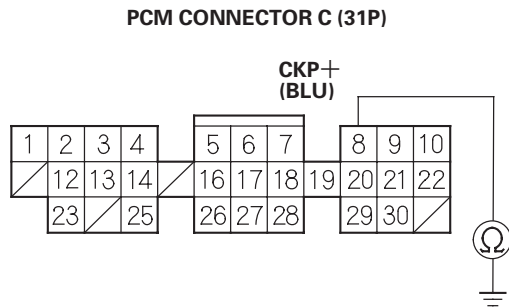 PCM CONNECTOR C (31P)
CKP+
(BLU)
1 2 3 4 5 6 7 8 9 10
12 13 14 16 17 18 19 20 21 22
23 25 26 27 28 29 30
Ω